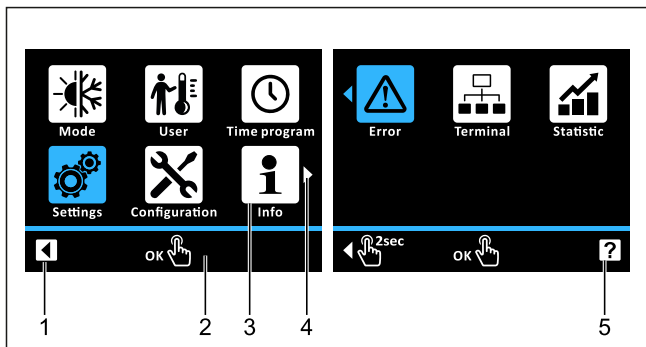 Mode User Time program
Settings Configuration Info
OK
Error Terminal Statistic
2sec OK ?
1 2 3 4 5